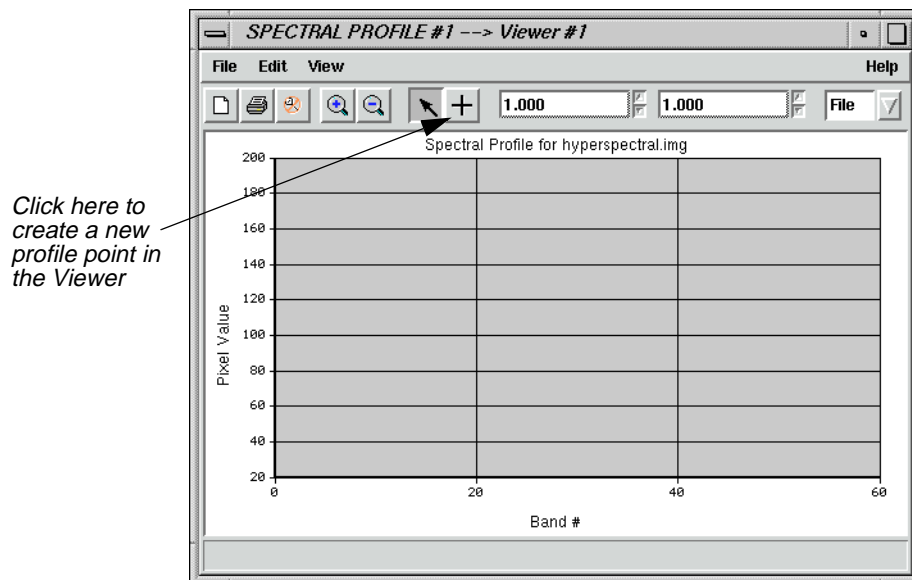 SPECTRAL PROFILE #1 --> Viewer #1
File Edit View Help
1.000 1.000 File
Spectral Profile for hyperspectral.img
Click here to
create a new
profile point in
the Viewer
Pixel Value
200
180
160
140
120
100
80
60
40
20
0 20 40 60
Band #